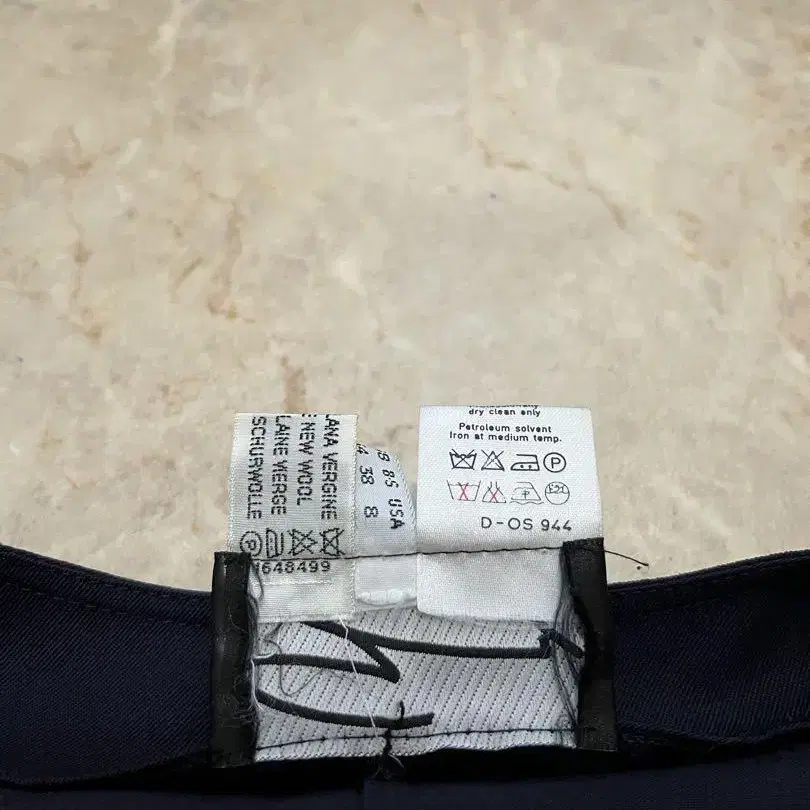 LANA VERGINE
E NEW WOOL
LAINE VIERGE
SCHURWOLLE
1648499
85 USA
38 8
dry clean only
Petroleum solvent
Iron at medium temp.
P
D-OS 944